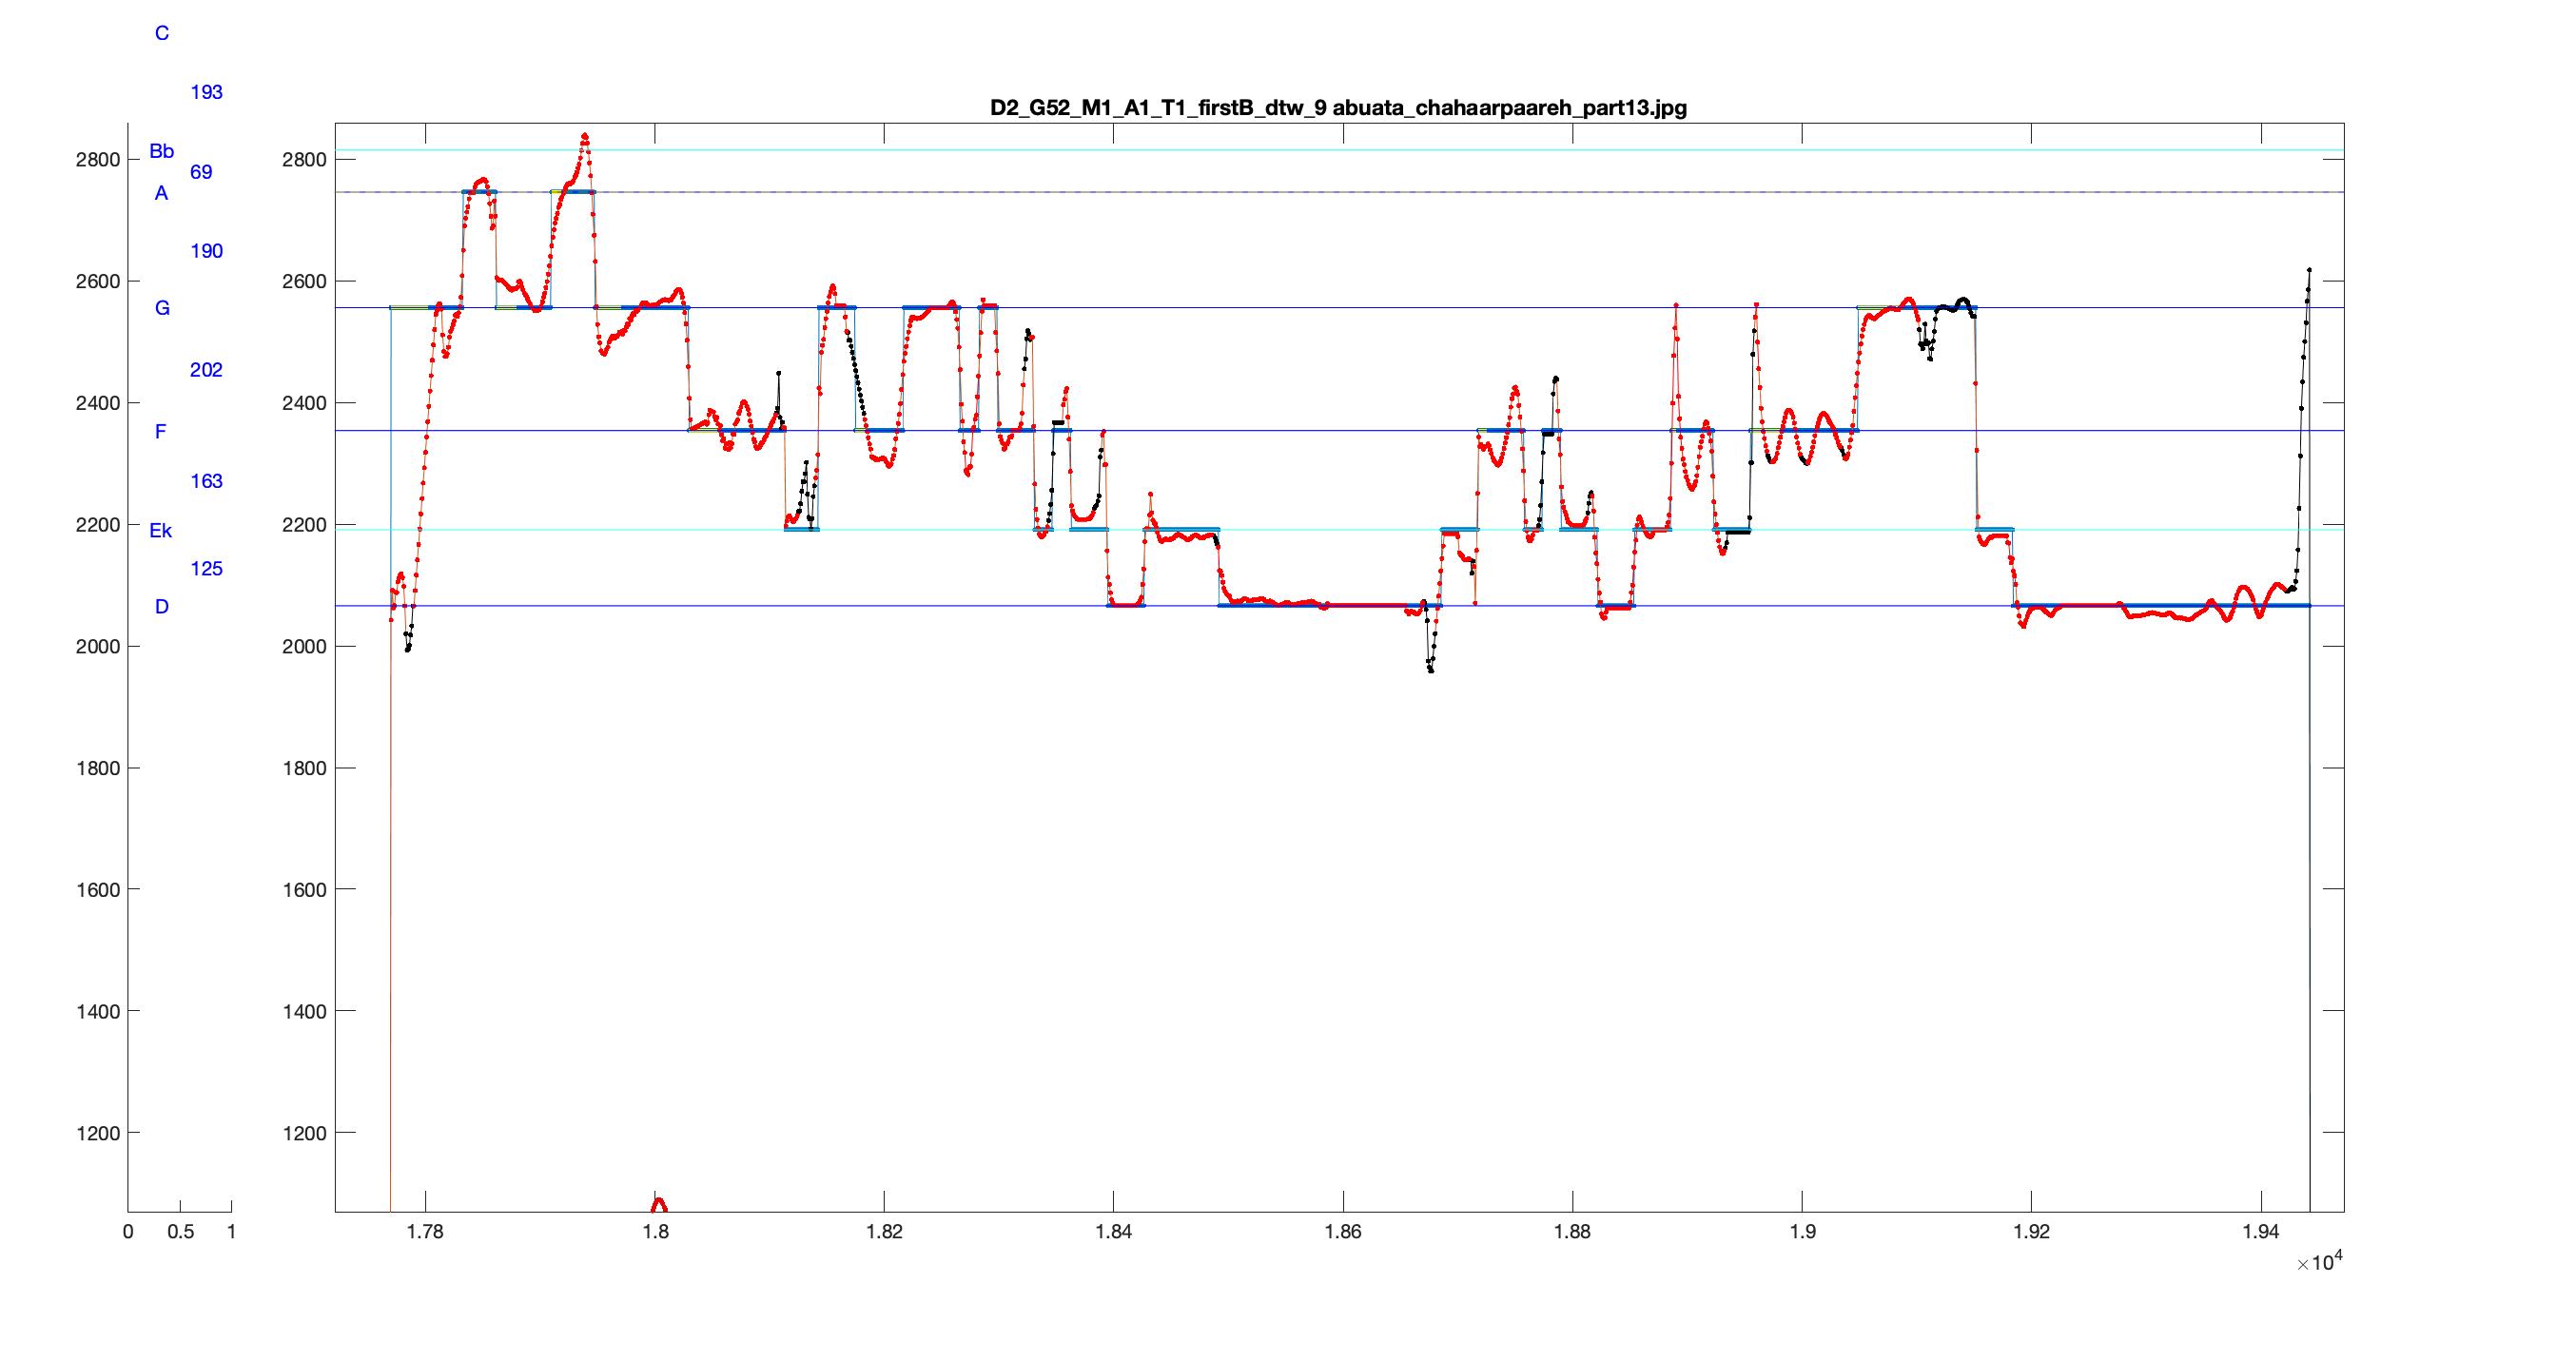 C
193
D2_G52_M1_A1_T1_firstB_dtw_9 abuata_chahaarpaareh_part13.jpg
2800 Bb 2800
69
A
190
2600 2600
G
202
2400 2400
F
163
2200 Ek 2200
125
D
2000 2000
1800 1800
1600 1600
1400 1400
1200 1200
0 0.5 1 1.78 1.8 1.82 1.84 1.86 1.88 1.9 1.92 1.94
×10⁴